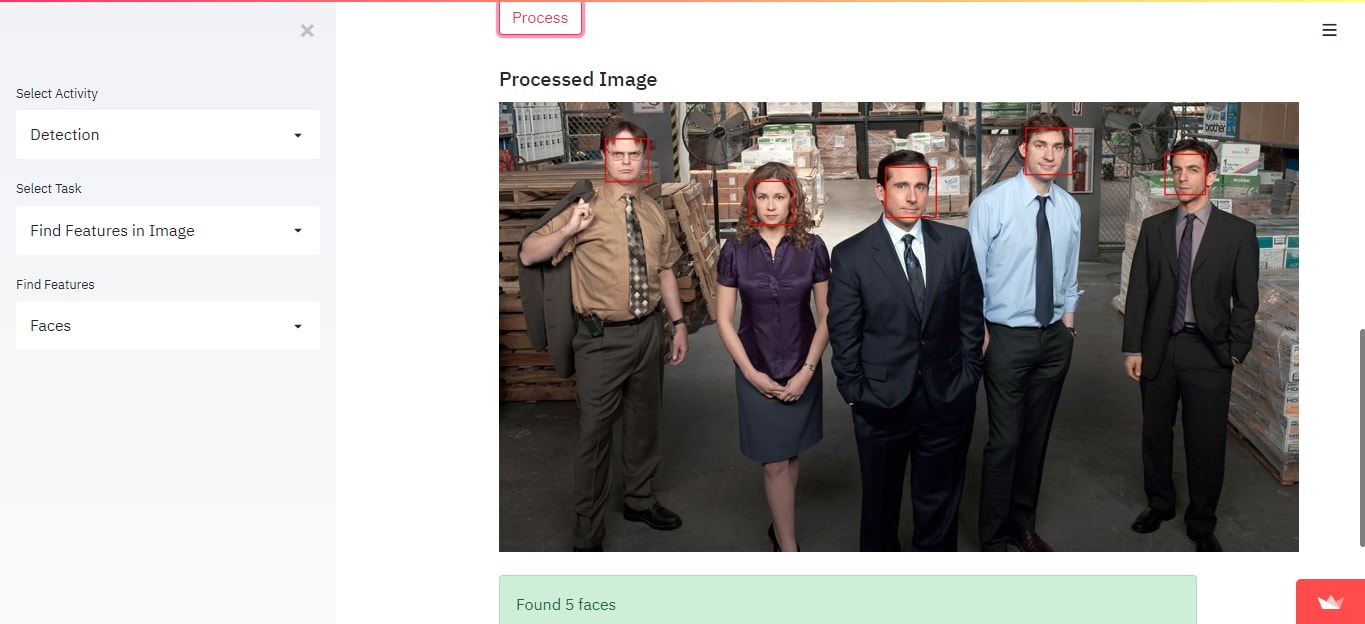 Process
Select Activity
Processed Image
Detection
brother
Select Task
Find Features in Image
Find Features
Faces
Found 5 faces